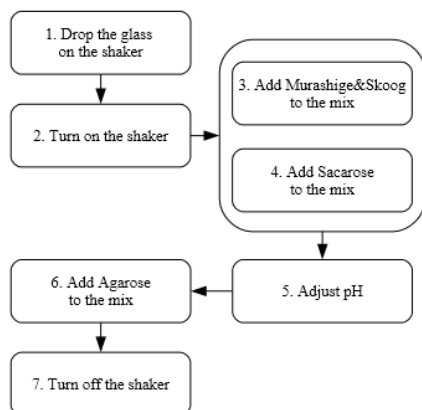 1. Drop the glass
on the shaker
2. Turn on the shaker
3. Add Murashige&Skoog
to the mix
4. Add Sacarose
to the mix
5. Adjust pH
6. Add Agarose
to the mix
7. Turn off the shaker